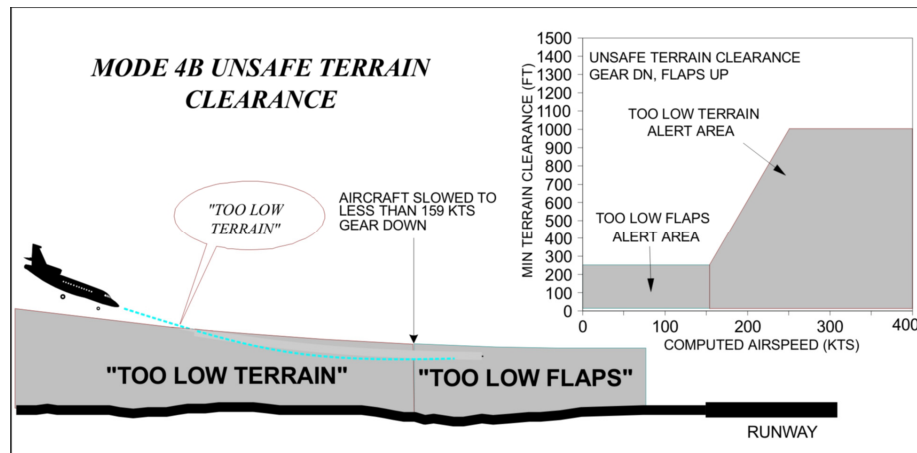 MODE 4B UNSAFE TERRAIN
CLEARANCE
"TOO LOW
TERRAIN"
AIRCRAFT SLOWED TO
LESS THAN 159 KTS
GEAR DOWN
"TOO LOW TERRAIN"
"TOO LOW FLAPS"
RUNWAY
MIN TERRAIN CLEARANCE (FT)
1500
1400
1300
1200
1100
1000
900
800
700
600
500
400
300
200
100
0
UNSAFE TERRAIN CLEARANCE
GEAR DN, FLAPS UP
TOO LOW TERRAIN
ALERT AREA
TOO LOW FLAPS
ALERT AREA
0 100 200 300 400
COMPUTED AIRSPEED (KTS)